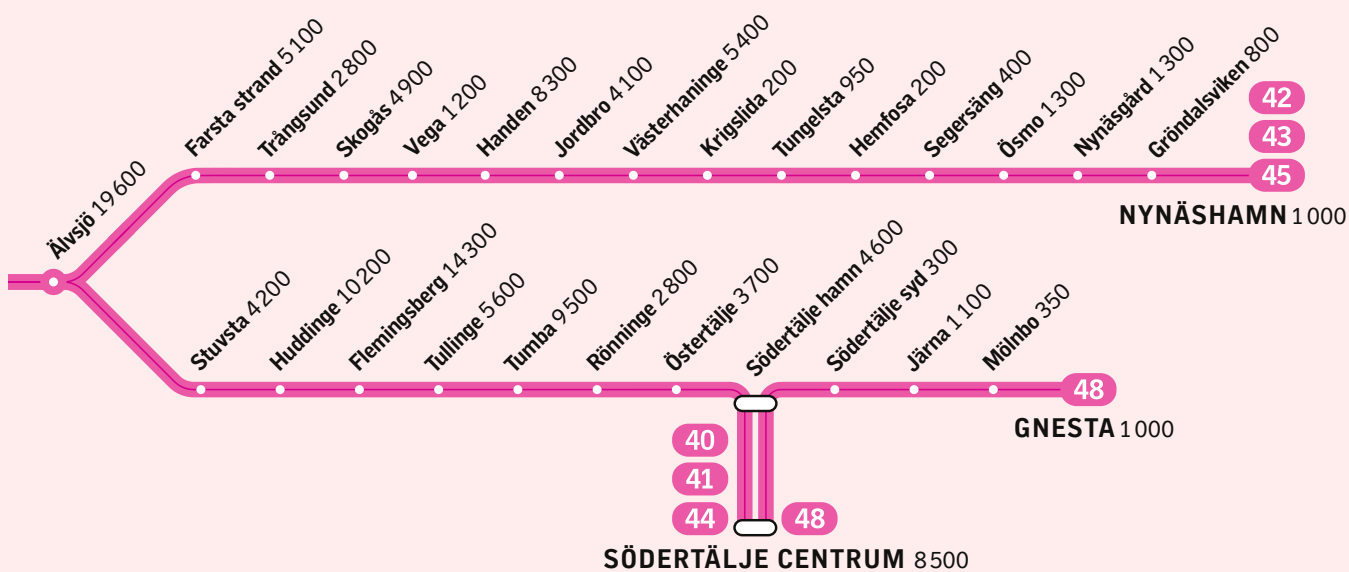 Älvsjö 19 600
Farsta strand 5 100
Trångsund 2 800
Skogås 4 900
Vega 1 200
Handen 8 300
Jordbro 4 100
Västerhaninge 5 400
Krigslida 200
Tungelsta 950
Hemfosa 200
Segersäng 400
Ösmo 1 300
Nynäsgård 1 300
Gröndalsviken 800
42
43
45
NYNÄSHAMN 1 000
Stuvsta 4 200
Huddinge 10 200
Flemingsberg 14 300
Tullinge 5 600
Tumba 9 500
Rönninge 2 800
Östertälje 3 700
Södertälje hamn 4 600
Södertälje syd 300
Järna 1 100
Mölnbo 350
48
GNESTA 1 000
40
41
44
48
SÖDERTÄLJE CENTRUM 8500